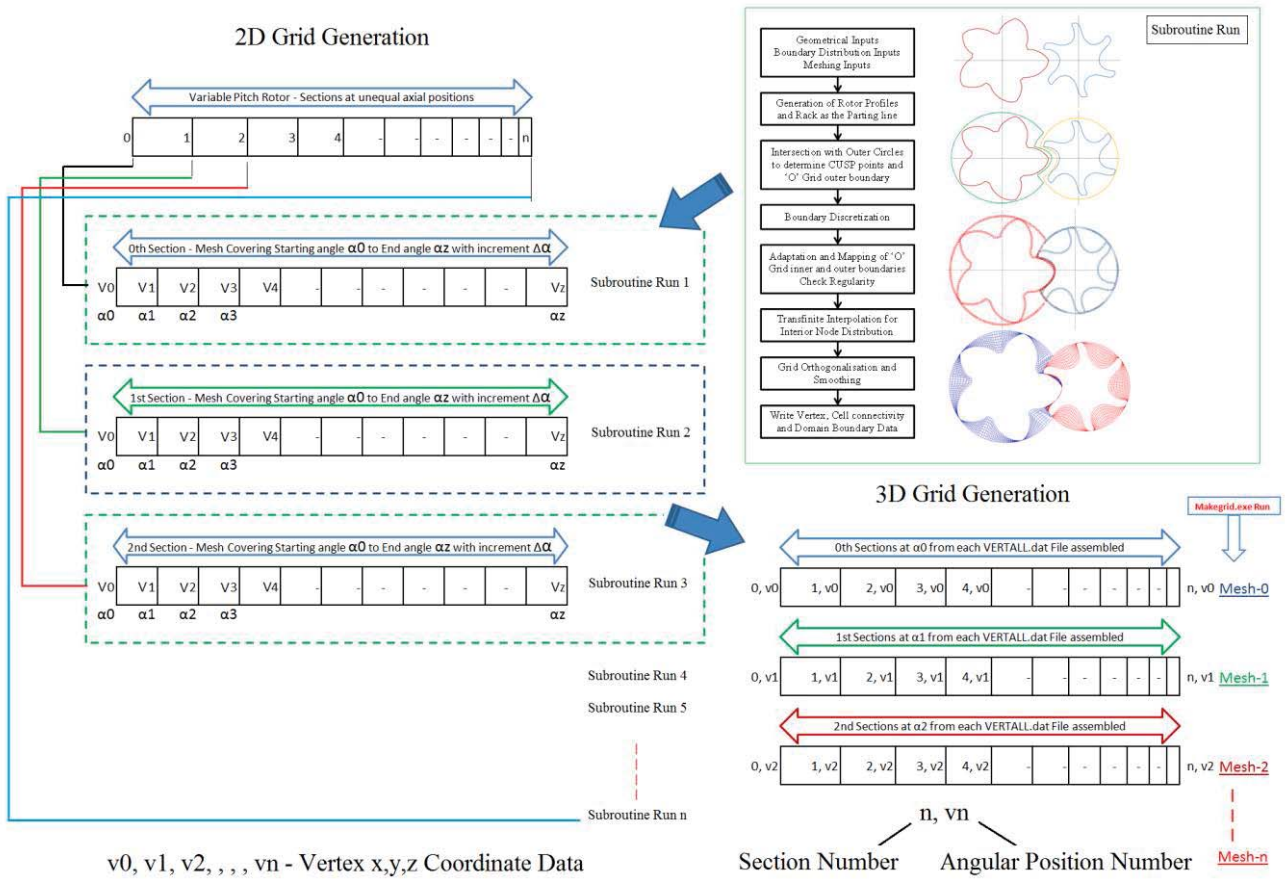 2D Grid Generation
Variable Pitch Rotor - Sections at unequal axial positions
0 1 2 3 4 - - - - - - n
0th Section - Mesh Covering Starting angle α0 to End angle αz with increment Δα
V0 V1 V2 V3 V4 - - - - - Vz
α0 α1 α2 α3 αz
Subroutine Run 1
1st Section - Mesh Covering Starting angle α0 to End angle αz with increment Δα
V0 V1 V2 V3 V4 - - - - - Vz
α0 α1 α2 α3 αz
Subroutine Run 2
2nd Section - Mesh Covering Starting angle α0 to End angle αz with increment Δα
V0 V1 V2 V3 V4 - - - - - Vz
α0 α1 α2 α3 αz
Subroutine Run 3
Subroutine Run 4
Subroutine Run 5
Subroutine Run n
v0, v1, v2, , , , vn - Vertex x,y,z Coordinate Data
Subroutine Run
Geometrical Inputs
Boundary Distribution Inputs
Meshing Inputs
Generation of Rotor Profiles
and Rack as the Parting line
Intersection with Outer Circles
to determine CUSP points and
'O' Grid outer boundary
Boundary Discretization
Adaptation and Mapping of 'O'
Grid inner and outer boundaries
Check Regularity
Transfinite Interpolation for
Interior Node Distribution
Grid Orthogonalisation and
Smoothing
Write Vertex, Cell connectivity
and Domain Boundary Data
3D Grid Generation
Makegrid.exe Run
0th Sections at α0 from each VERTALL.dat File assembled
0, v0 1, v0 2, v0 3, v0 4, v0 - - - - - n, v0 Mesh-0
1st Sections at α1 from each VERTALL.dat File assembled
0, v1 1, v1 2, v1 3, v1 4, v1 - - - - - n, v1 Mesh-1
2nd Sections at α2 from each VERTALL.dat File assembled
0, v2 1, v2 2, v2 3, v2 4, v2 - - - - - n, v2 Mesh-2
n, vn
Section Number Angular Position Number
Mesh-n